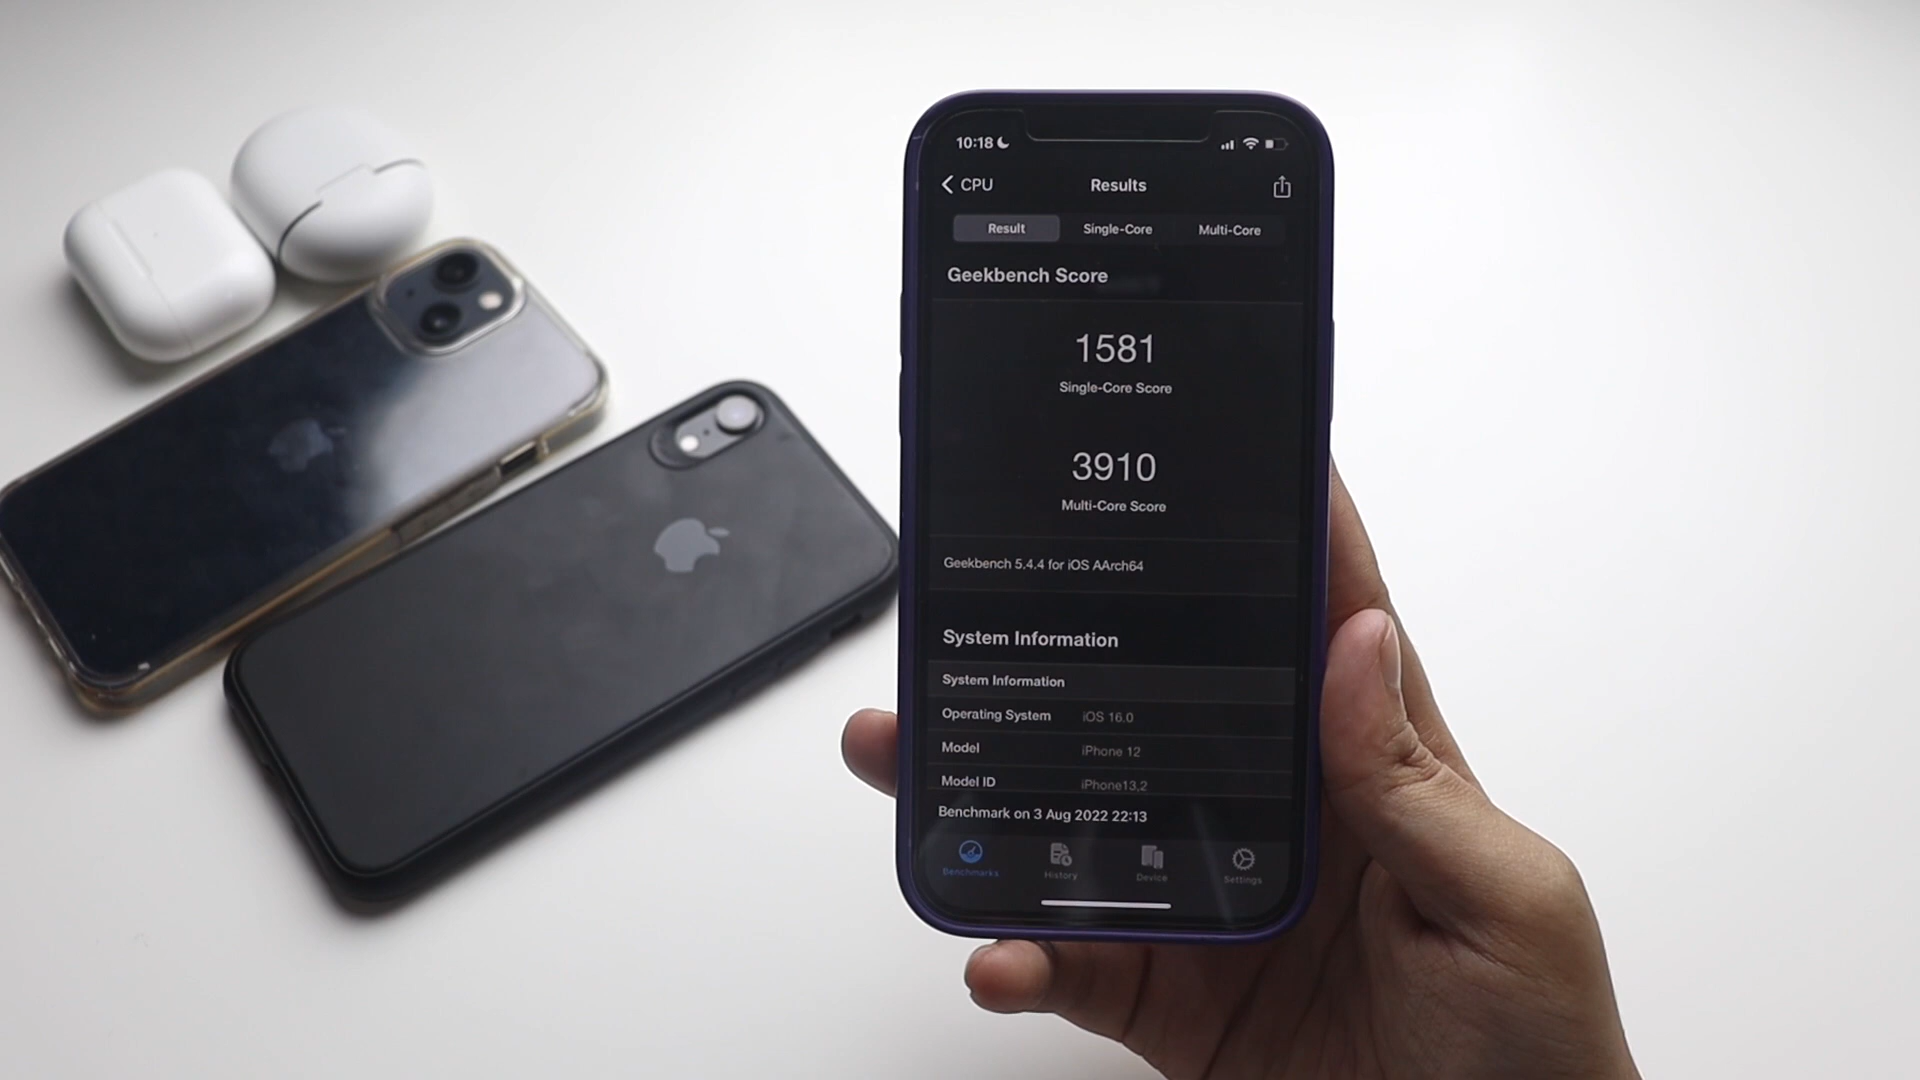 10:18
CPU
Results
Result Single-Core Multi-Core
Geekbench Score
1581
Single-Core Score
3910
Multi-Core Score
Geekbench 5.4.4 for iOS AArch64
System Information
System Information
Operating System iOS 16.0
Model iPhone 12
Model ID iPhone13,2
Benchmark on 3 Aug 2022 22:13
Benchmarks History Device Settings